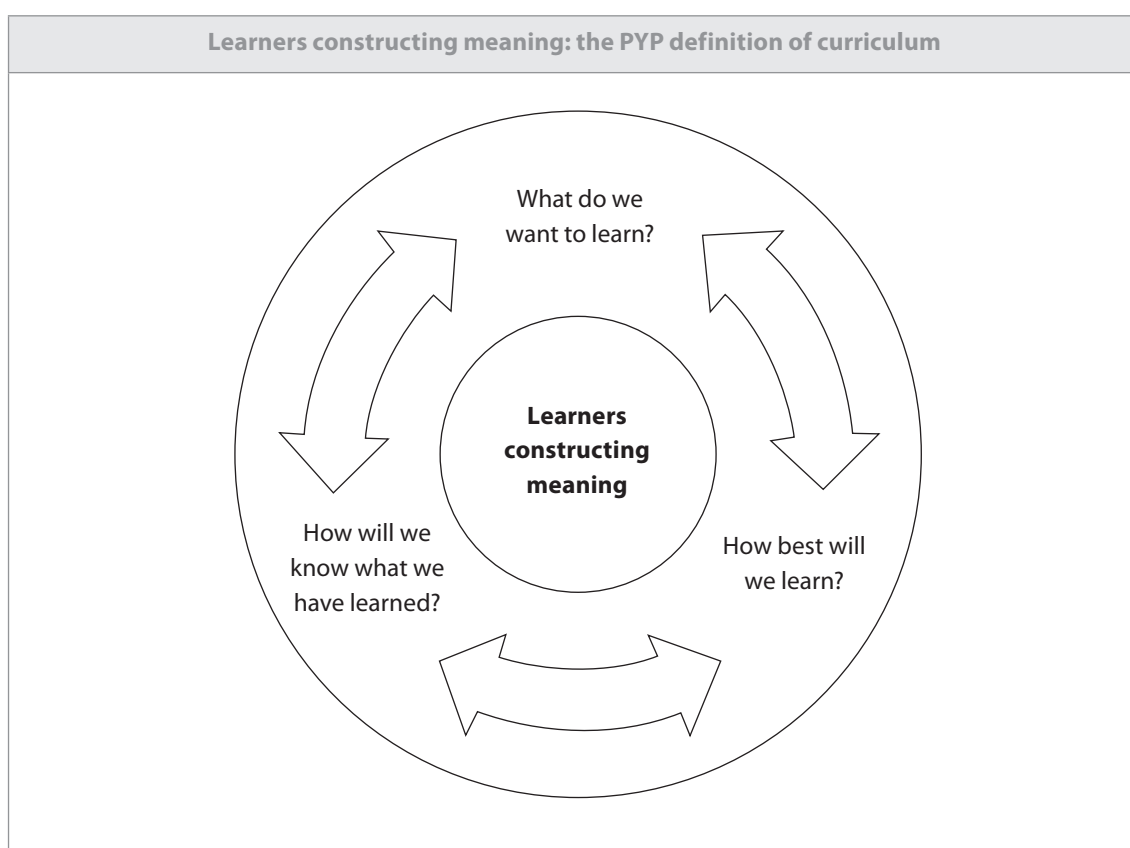 Learners constructing meaning: the PYP definition of curriculum
What do we
want to learn?
Learners
constructing
meaning
How will we
know what we
have learned?
How best will
we learn?